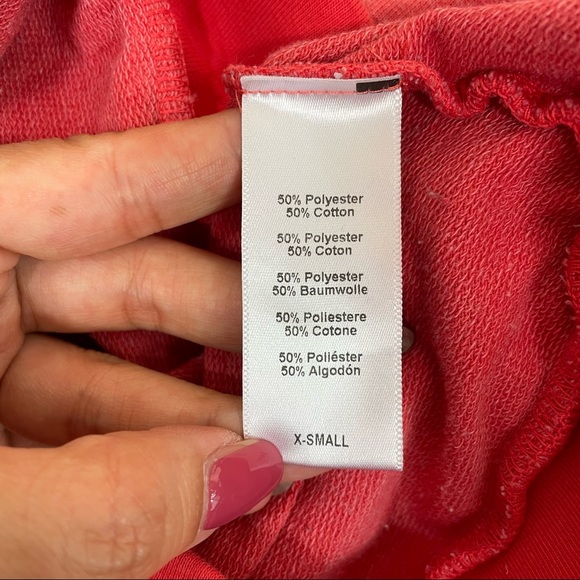 50% Polyester
50% Cotton
50% Polyester
50% Coton
50% Polyester
50% Baumwolle
50% Poliestere
50% Cotone
50% Poliéster
50% Algodón
X-SMALL